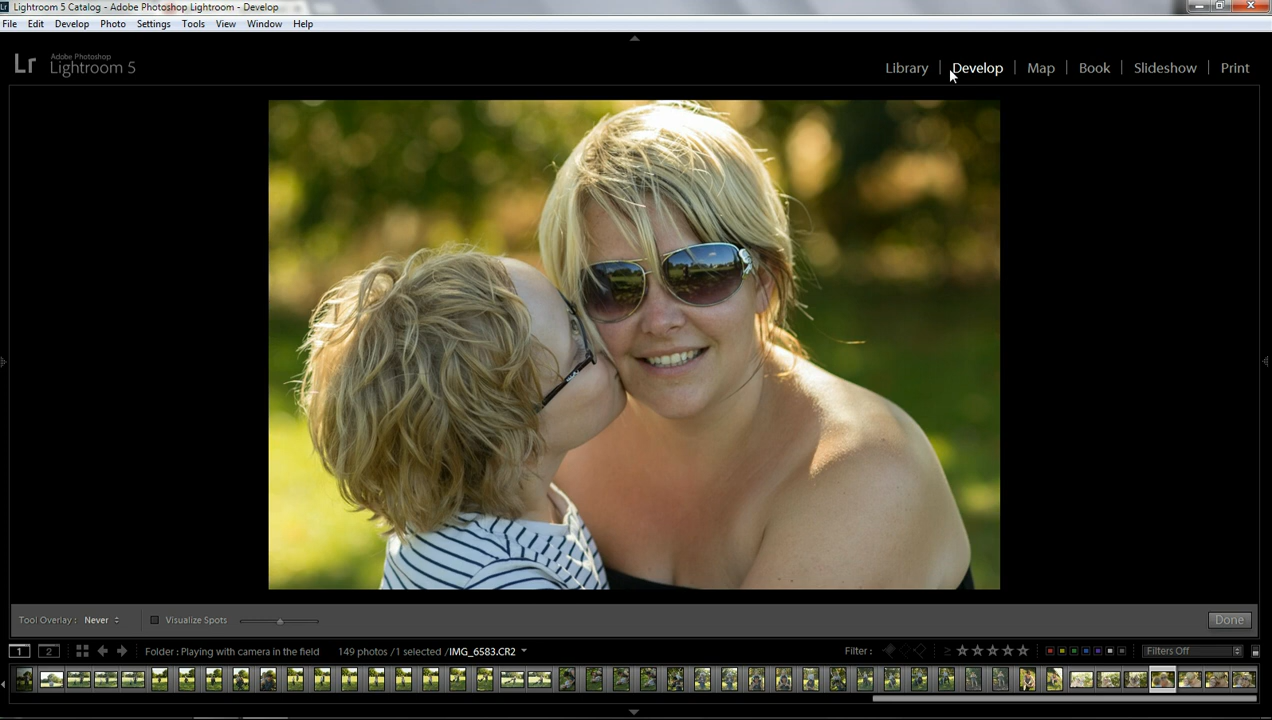 Lightroom 5 Catalog - Adobe Photoshop Lightroom - Develop
File Edit Develop Photo Settings Tools View Window Help
Lr Adobe Photoshop
Lightroom 5
Library Develop Map Book Slideshow Print
Tool Overlay : Never Visualize Spots Done
1 2 Folder : Playing with camera in the field 149 photos /1 selected /IMG_6583.CR2 Filter : Filters Off